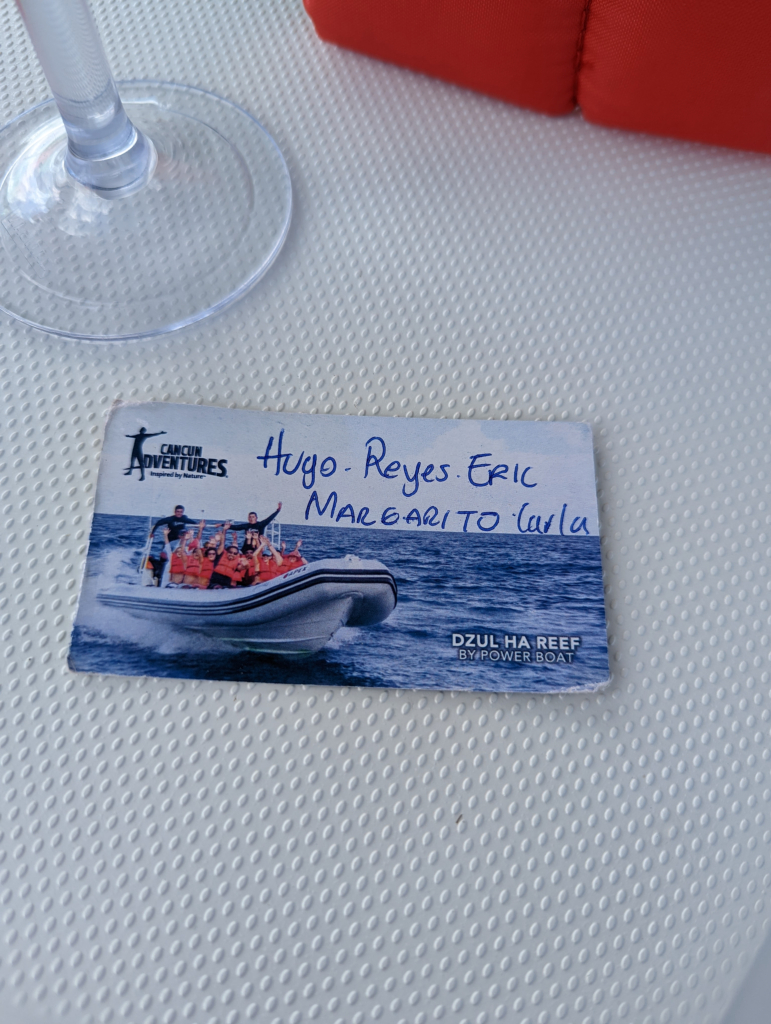 CANCUN
ADVENTURES
Inspired by Nature
Hugo. Reyes. ERIC
MARGARITO Carla
DZUL HA REEF
BY POWER BOAT